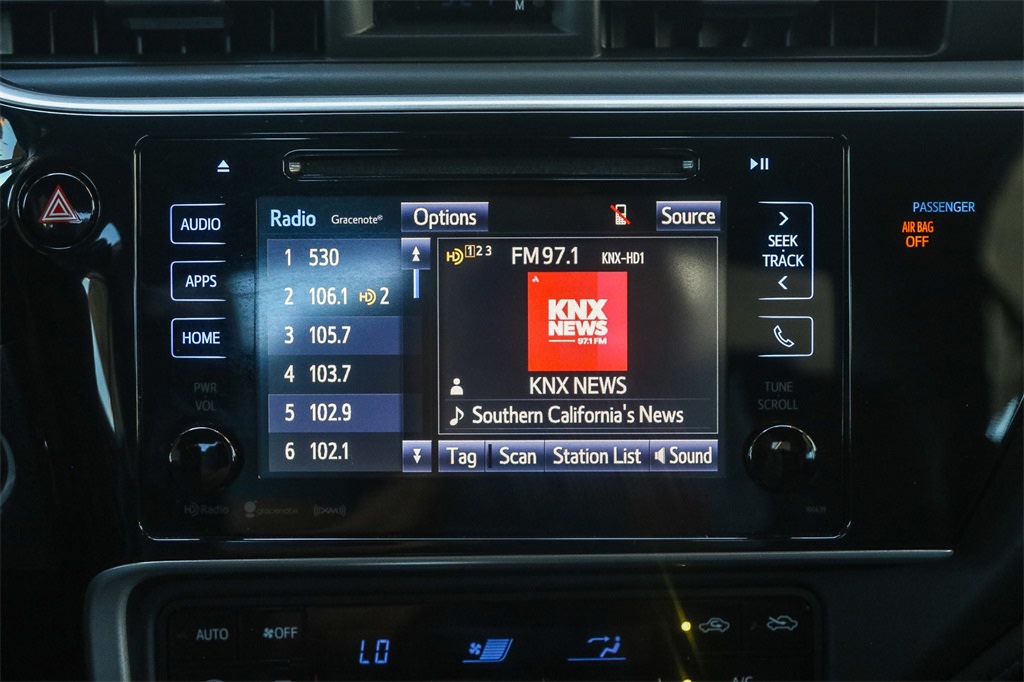 M
AUDIO
APPS
HOME
PWR
VOL
Radio Gracenote®
Options
Source
1 530
2 106.1 HD 2
3 105.7
4 103.7
5 102.9
6 102.1
HD 1 2 3 FM 97.1 KNX-HD1
KNX
NEWS
97.1 FM
KNX NEWS
Southern California's News
Tag
Scan
Station List
Sound
SEEK
TRACK
TUNE
SCROLL
PASSENGER
AIR BAG
OFF
HD Radio gracenote
AUTO
OFF
LO
A/C